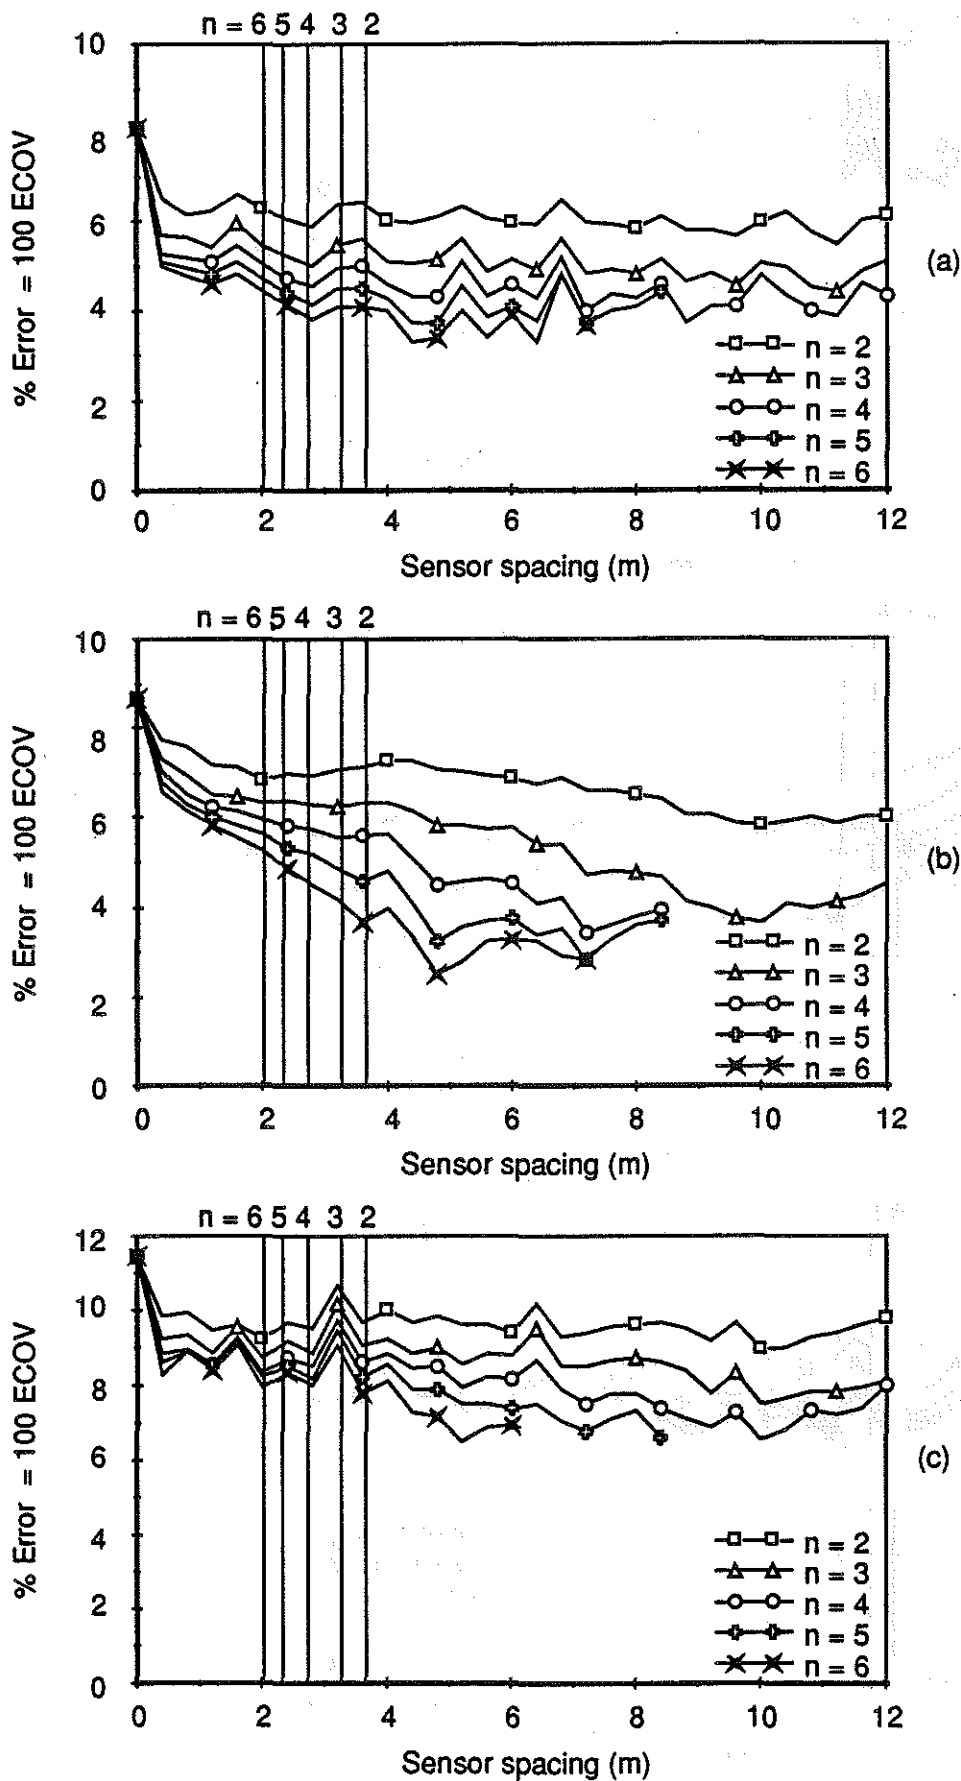 n = 6 5 4 3 2
10
8
6
4
2
0
% Error = 100 ECOV
(a)
n = 2
n = 3
n = 4
n = 5
n = 6
0 2 4 6 8 10 12
Sensor spacing (m)
n = 6 5 4 3 2
10
8
6
4
2
0
% Error = 100 ECOV
(b)
n = 2
n = 3
n = 4
n = 5
n = 6
0 2 4 6 8 10 12
Sensor spacing (m)
n = 6 5 4 3 2
12
10
8
6
4
2
0
% Error = 100 ECOV
(c)
n = 2
n = 3
n = 4
n = 5
n = 6
0 2 4 6 8 10 12
Sensor spacing (m)